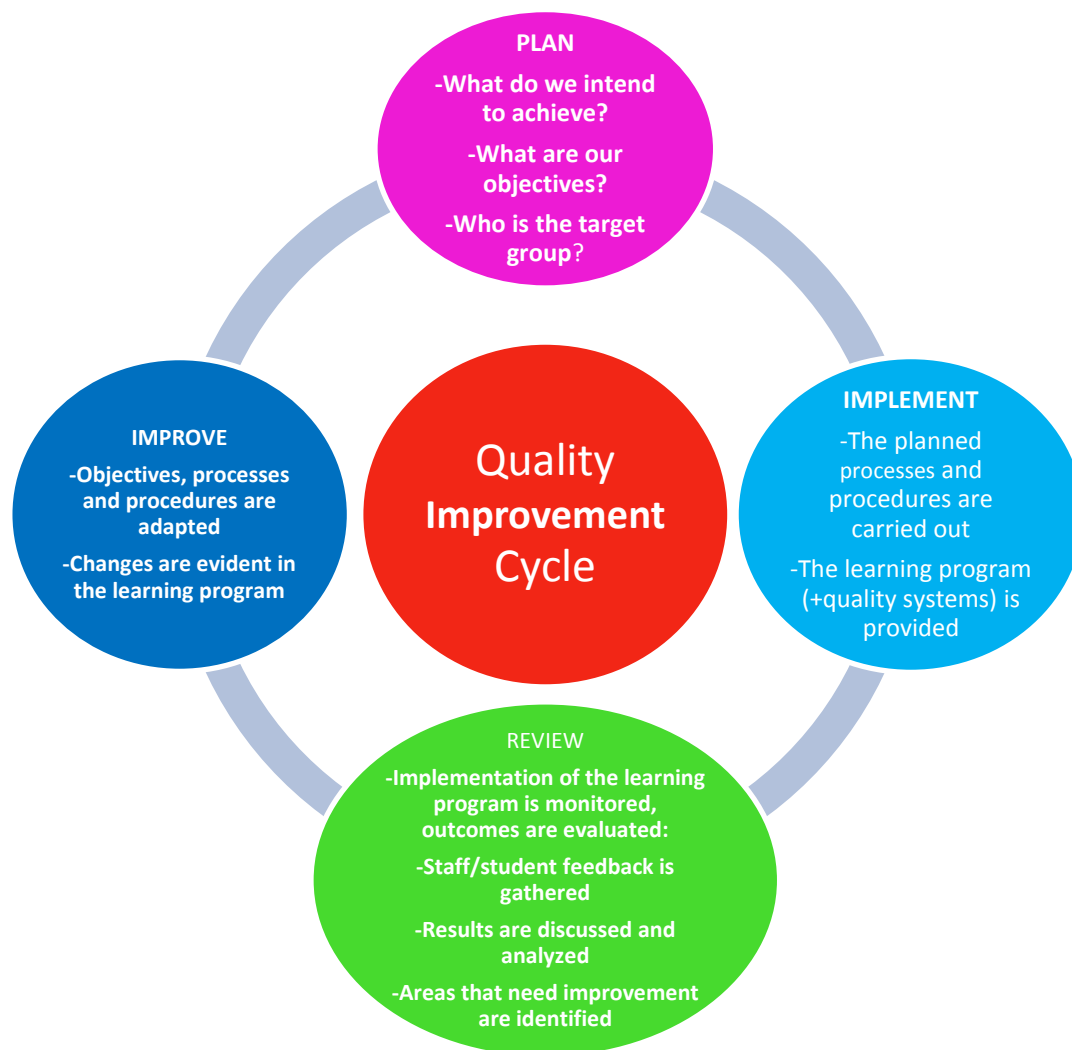 PLAN
-What do we intend
to achieve?
-What are our
objectives?
-Who is the target
group?
IMPLEMENT
-The planned
processes and
procedures are
carried out
-The learning program
(+quality systems) is
provided
REVIEW
-Implementation of the learning
program is monitored,
outcomes are evaluated:
-Staff/student feedback is
gathered
-Results are discussed and
analyzed
-Areas that need improvement
are identified
IMPROVE
-Objectives, processes
and procedures are
adapted
-Changes are evident in
the learning program
Quality
Improvement
Cycle